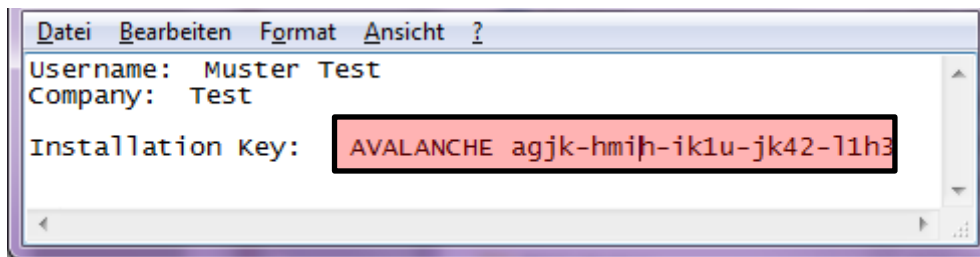 Datei Bearbeiten Format Ansicht ?
Username: Muster Test
Company: Test
Installation Key: AVALANCHE agjk-hmih-ik1u-jk42-l1h3